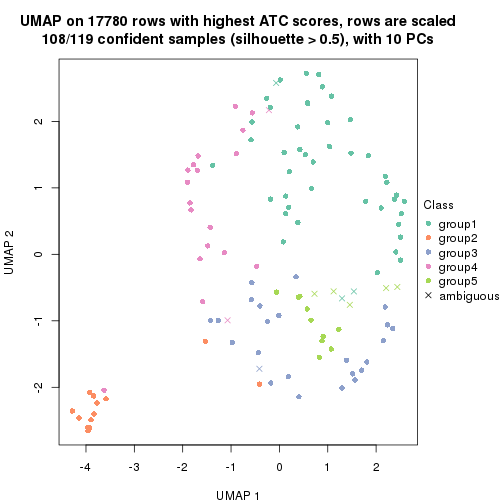 UMAP on 17780 rows with highest ATC scores, rows are scaled
108/119 confident samples (silhouette > 0.5), with 10 PCs
UMAP 2
2
1
0
-1
-2
-4
-3
-2
-1
0
1
2
UMAP 1
Class
group1
group2
group3
group4
group5
ambiguous